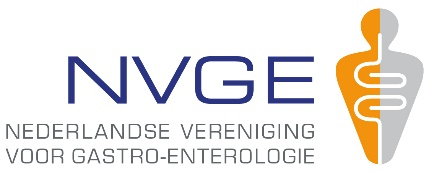 NVGE
NEDERLANDSE VERENIGING
VOOR GASTRO-ENTEROLOGIE